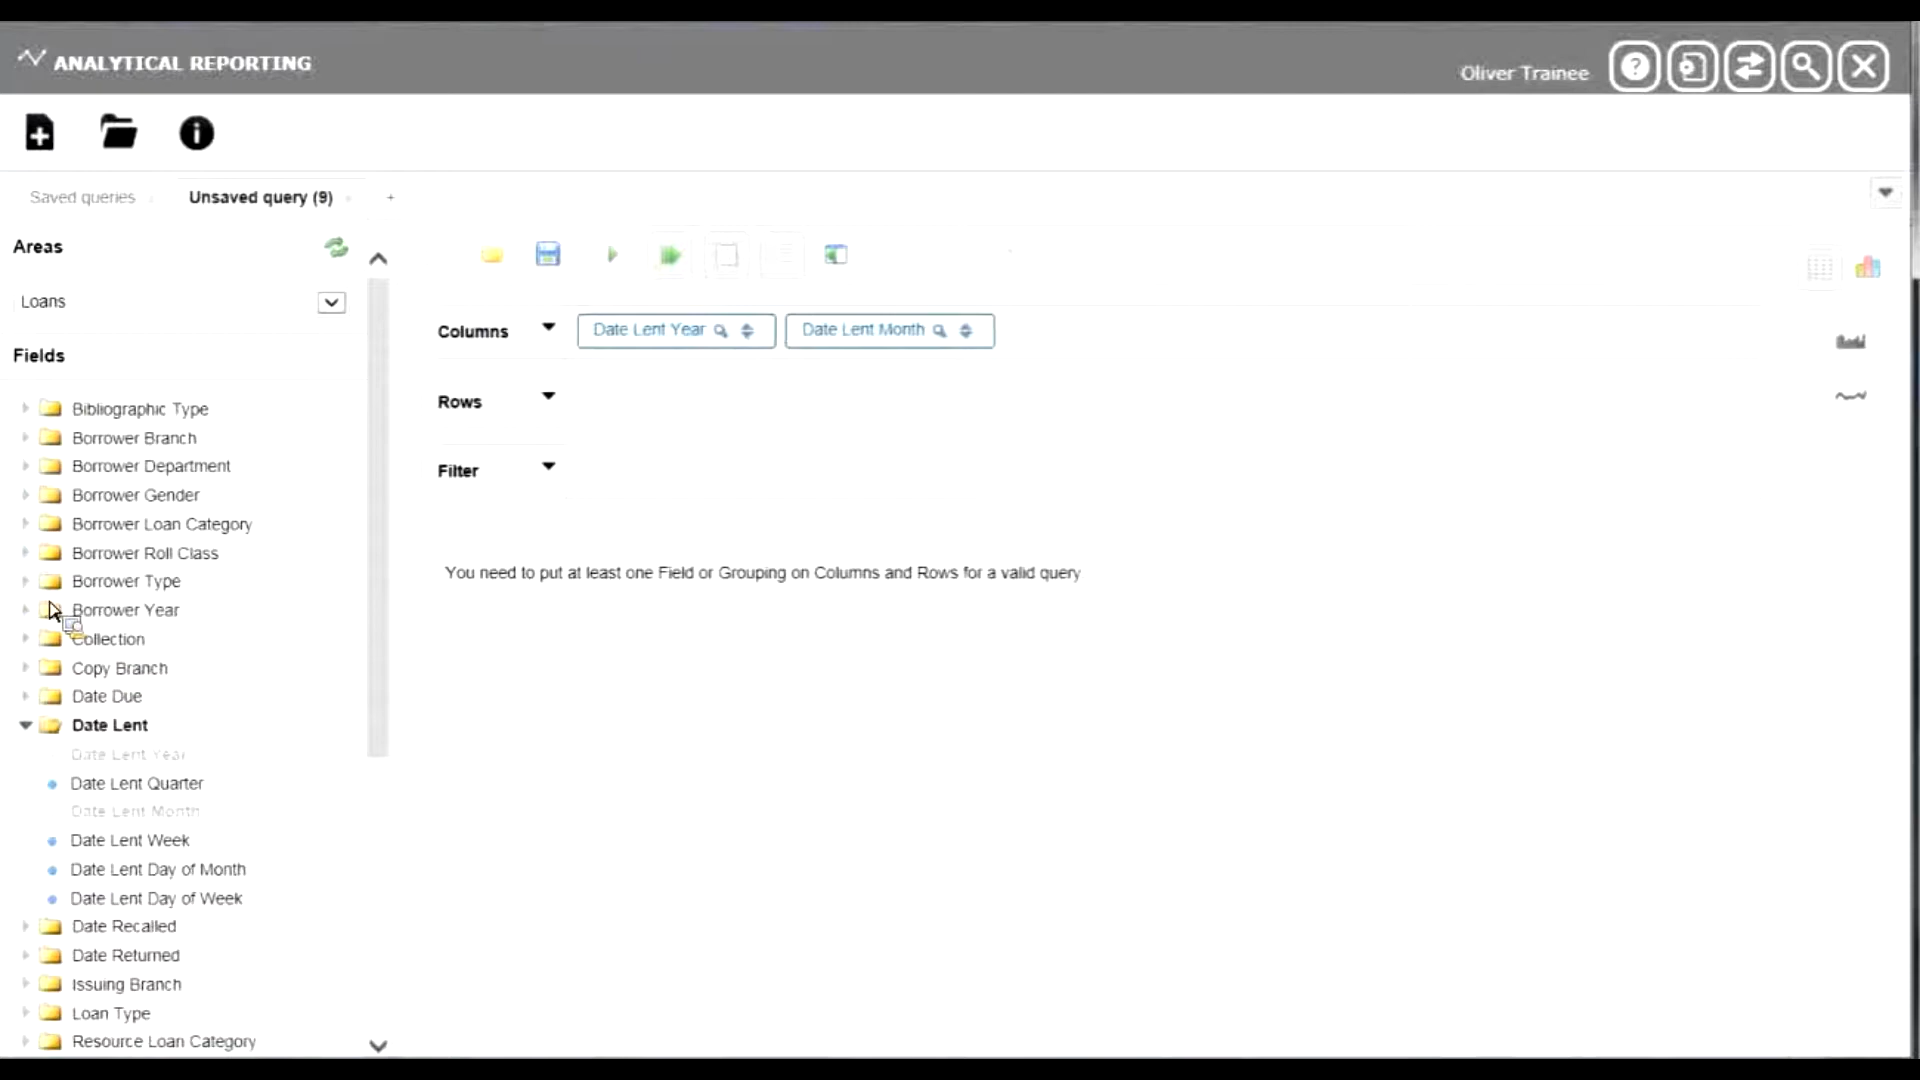 ANALYTICAL REPORTING
Oliver Trainee
Saved queries
Unsaved query (9)
+
Areas
Loans
Fields
Columns
Date Lent Year
Date Lent Month
Rows
Filter
You need to put at least one Field or Grouping on Columns and Rows for a valid query
Bibliographic Type
Borrower Branch
Borrower Department
Borrower Gender
Borrower Loan Category
Borrower Roll Class
Borrower Type
Borrower Year
Collection
Copy Branch
Date Due
Date Lent
Date Lent Year
Date Lent Quarter
Date Lent Month
Date Lent Week
Date Lent Day of Month
Date Lent Day of Week
Date Recalled
Date Returned
Issuing Branch
Loan Type
Resource Loan Category